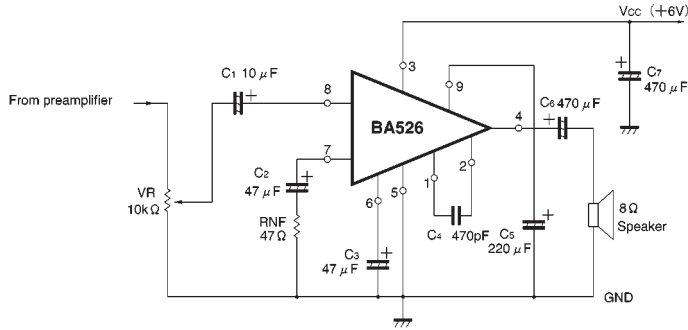 Vcc (+6V)
C1 10 μF
+
8
3
9
+
C7
470 μF
From preamplifier
BA526
4
C6 470 μF
+
7
C2
47 μF
+
2
1
VR
10kΩ
RNF
47Ω
6
5
C4 470pF
C5
220 μF
+
8Ω
Speaker
C3
47 μF
+
GND